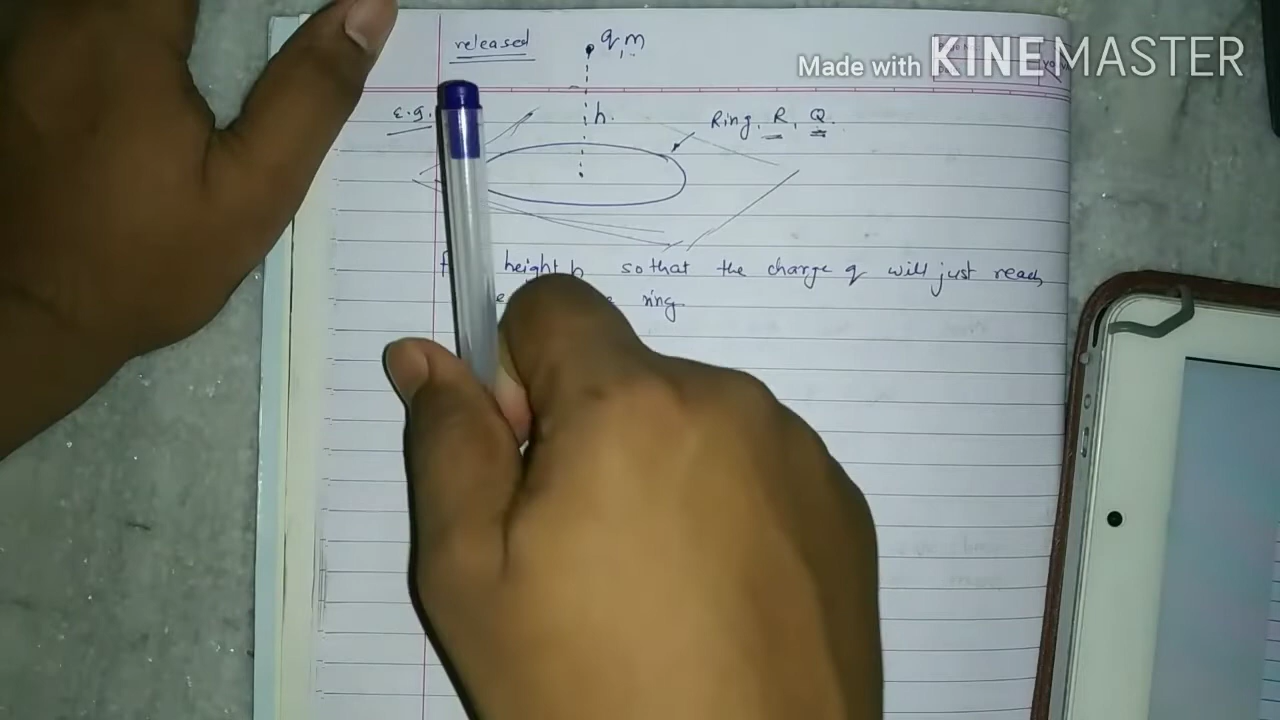 released
q, m
Made with KINEMASTER
e.g.
h.
Ring, R, Q.
height h so that the charge q will just reach
ring